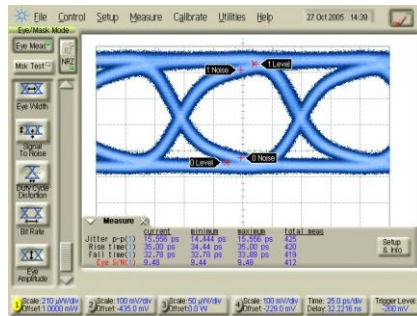 File Control Setup Measure Calibrate Utilities Help 27 Oct 2005 14:39
Eye/Mask Mode
Eye Meas
NRZ
Msk Test
Eye Width
Signal To Noise
Duty Cycle Distortion
Bit Rate
Eye Amplitude
1 Noise
1 Level
0 Level
0 Noise
Measure
current minimum maximum total meas
Jitter p-p(1) 15.556 ps 14.444 ps 15.556 ps 425
Rise time(1) 35.00 ps 34.44 ps 35.00 ps 420
Fall time(1) 32.78 ps 32.78 ps 33.89 ps 418
Eye S/N(1) 9.48 9.44 9.48 412
Setup & Info
1 Scale:210 µW/div Offset:1.0000 mW
2 Scale:100 mV/div Offset:-435.0 mV
3 Scale:50 µW/div Offset:0.0 W
4 Scale:100 mV/div Offset:-229.0 mV
Time: 25.0 ps/div Delay:32.2216 ns
Trigger Level -200 mV